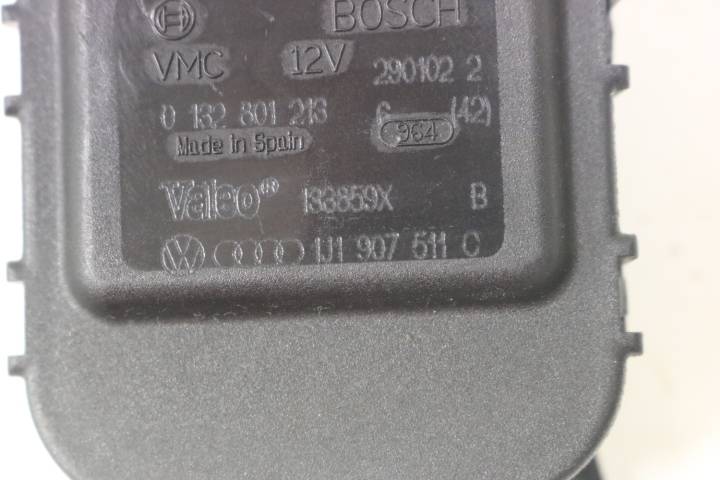 BOSCH
VMC 12V 290102 2
0 132 801 213 6 (42)
Made in Spain 964
Valeo® 133859X B
1J1 907 511 C